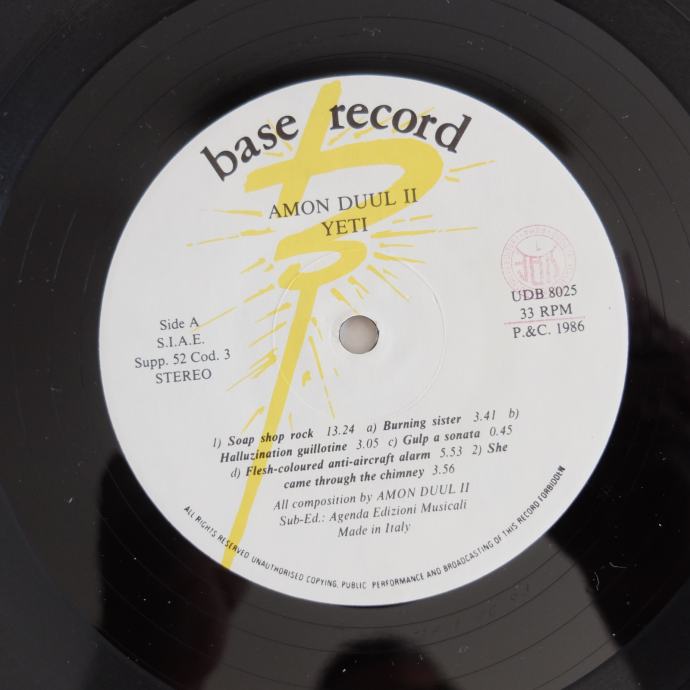 base record
AMON DUUL II
YETI
Side A
S.I.A.E.
Supp. 52 Cod. 3
STEREO
UDB 8025
33 RPM
P.&C. 1986
1) Soap shop rock 13.24 a) Burning sister 3.41 b)
Halluzination guillotine 3.05 c) Gulp a sonata 0.45
d) Flesh-coloured anti-aircraft alarm 5.53 2) She
came through the chimney 3.56
All composition by AMON DUUL II
Sub-Ed.: Agenda Edizioni Musicali
Made in Italy
ALL RIGHTS RESERVED UNAUTHORISED COPYING, PUBLIC PERFORMANCE AND BROADCASTING OF THIS RECORD FORBIDDEN